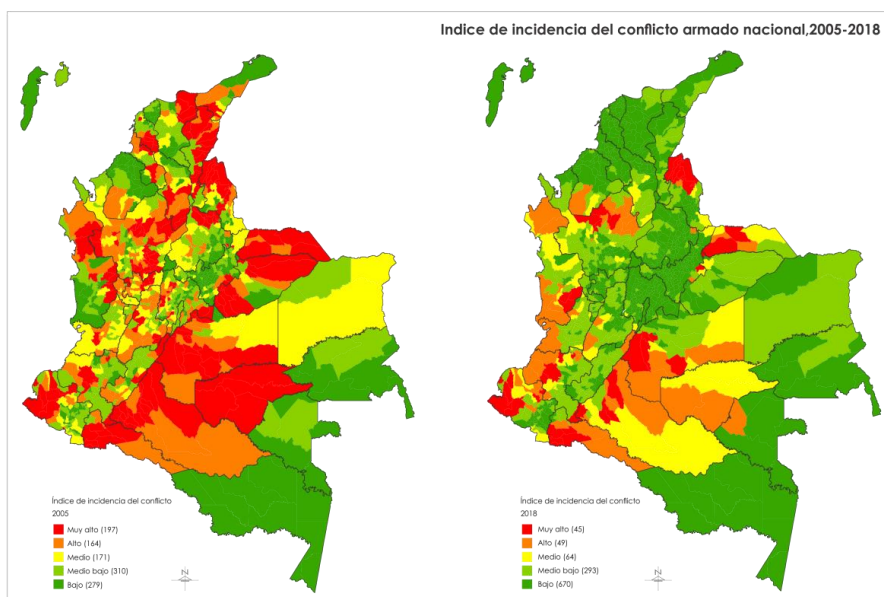 Indice de incidencia del conflicto armado nacional,2005-2018
Índice de incidencia del conflicto
2005
Muy alto (197)
Alto (164)
Medio (171)
Medio bajo (310)
Bajo (279)
N
Índice de incidencia del conflicto
2018
Muy alto (45)
Alto (49)
Medio (64)
Medio bajo (293)
Bajo (670)
N